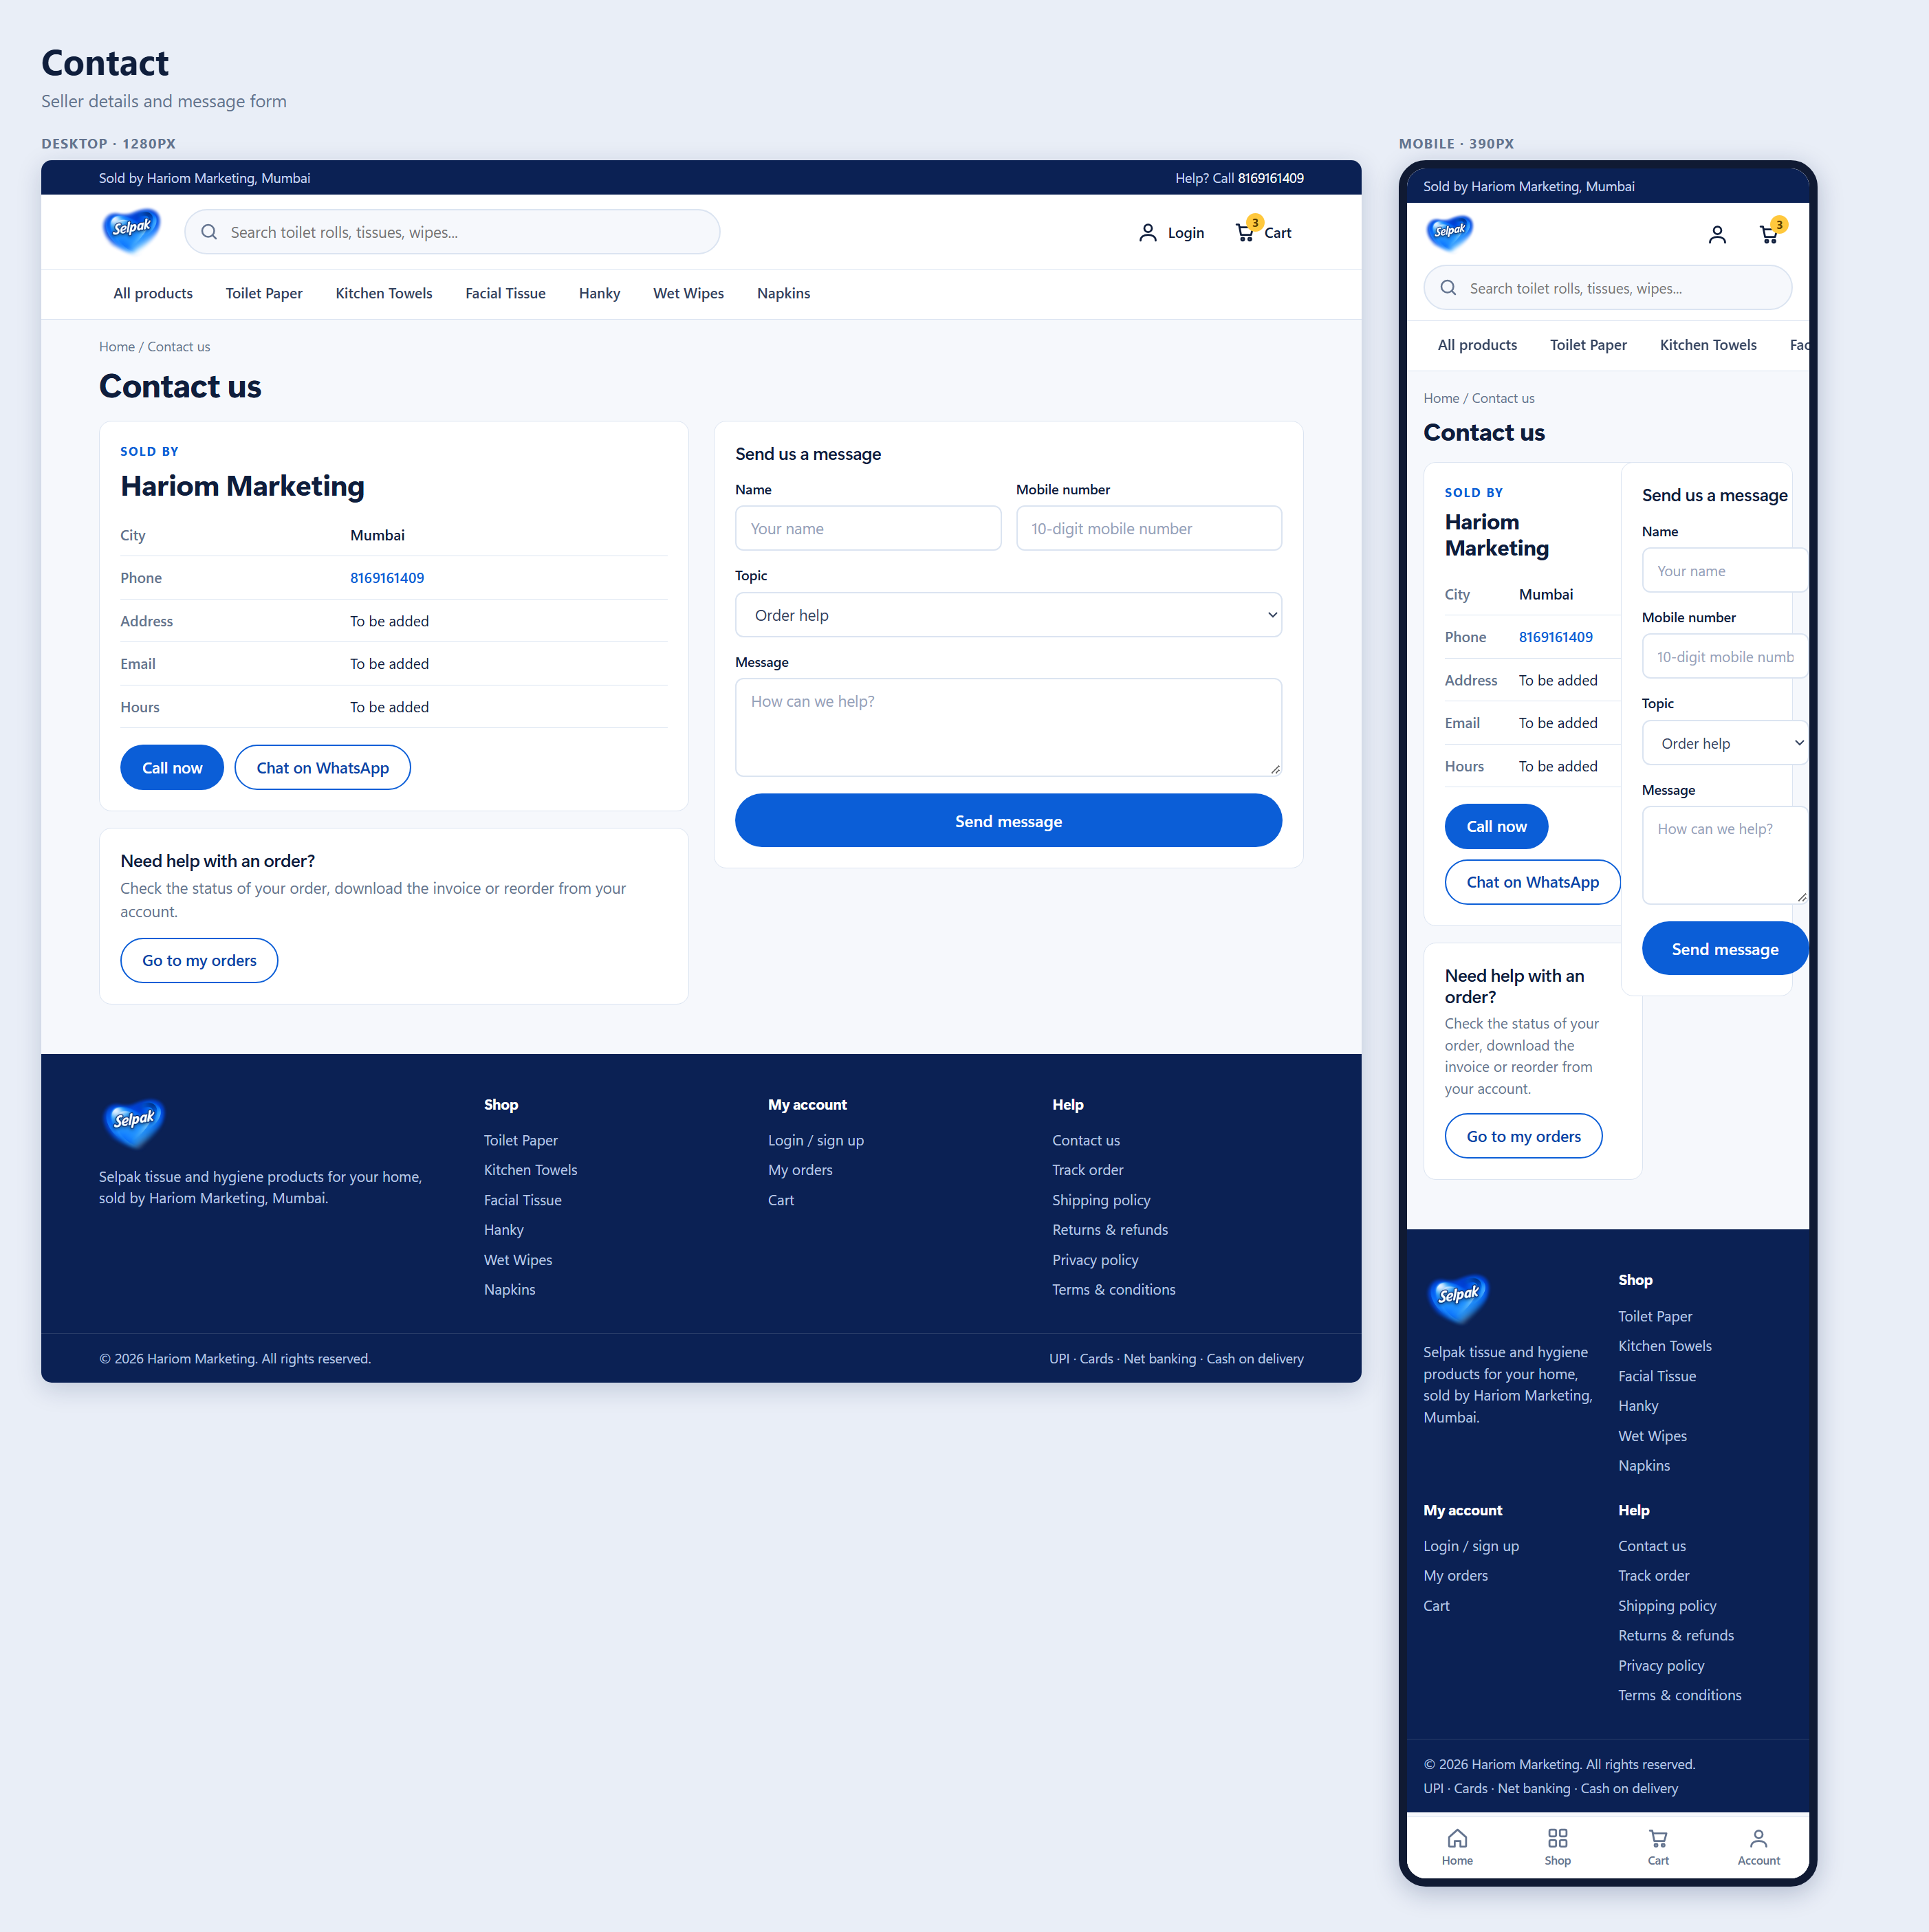 Contact
Seller details and message form
DESKTOP · 1280PX
Sold by Hariom Marketing, Mumbai
Help? Call 8169161409
Selpak
Search toilet rolls, tissues, wipes...
Login
3
Cart
All products
Toilet Paper
Kitchen Towels
Facial Tissue
Hanky
Wet Wipes
Napkins
Home / Contact us
Contact us
SOLD BY
Hariom Marketing
City
Mumbai
Phone
8169161409
Address
To be added
Email
To be added
Hours
To be added
Call now
Chat on WhatsApp
Need help with an order?
Check the status of your order, download the invoice or reorder from your
account.
Go to my orders
Send us a message
Name
Mobile number
Your name
10-digit mobile number
Topic
Order help
Message
How can we help?
Send message
Selpak
Selpak tissue and hygiene products for your home,
sold by Hariom Marketing, Mumbai.
Shop
Toilet Paper
Kitchen Towels
Facial Tissue
Hanky
Wet Wipes
Napkins
My account
Login / sign up
My orders
Cart
Help
Contact us
Track order
Shipping policy
Returns & refunds
Privacy policy
Terms & conditions
© 2026 Hariom Marketing. All rights reserved.
UPI · Cards · Net banking · Cash on delivery
MOBILE · 390PX
Sold by Hariom Marketing, Mumbai
Selpak
3
Search toilet rolls, tissues, wipes...
All products
Toilet Paper
Kitchen Towels
Fac
Home / Contact us
Contact us
SOLD BY
Hariom
Marketing
City
Mumbai
Phone
8169161409
Address
To be added
Email
To be added
Hours
To be added
Call now
Chat on WhatsApp
Need help with an
order?
Check the status of your
order, download the
invoice or reorder from
your account.
Go to my orders
Send us a message
Name
Your name
Mobile number
10-digit mobile numb
Topic
Order help
Message
How can we help?
Send message
Selpak
Selpak tissue and hygiene
products for your home,
sold by Hariom Marketing,
Mumbai.
Shop
Toilet Paper
Kitchen Towels
Facial Tissue
Hanky
Wet Wipes
Napkins
My account
Login / sign up
My orders
Cart
Help
Contact us
Track order
Shipping policy
Returns & refunds
Privacy policy
Terms & conditions
© 2026 Hariom Marketing. All rights reserved.
UPI · Cards · Net banking · Cash on delivery
Home
Shop
Cart
Account